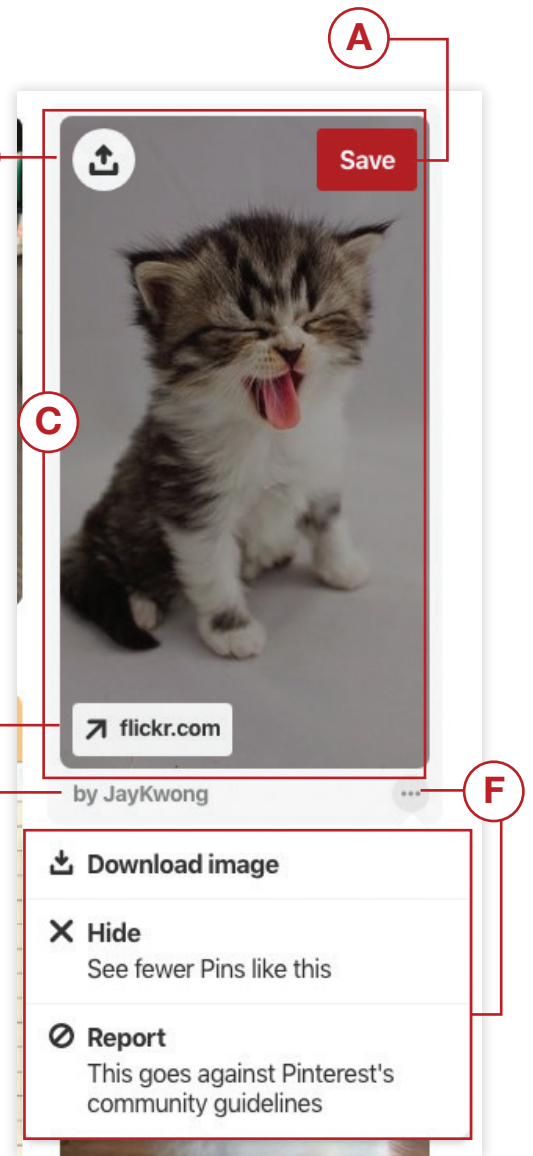 A
Save
C
flickr.com
by JayKwong
F
Download image
Hide
See fewer Pins like this
Report
This goes against Pinterest's
community guidelines